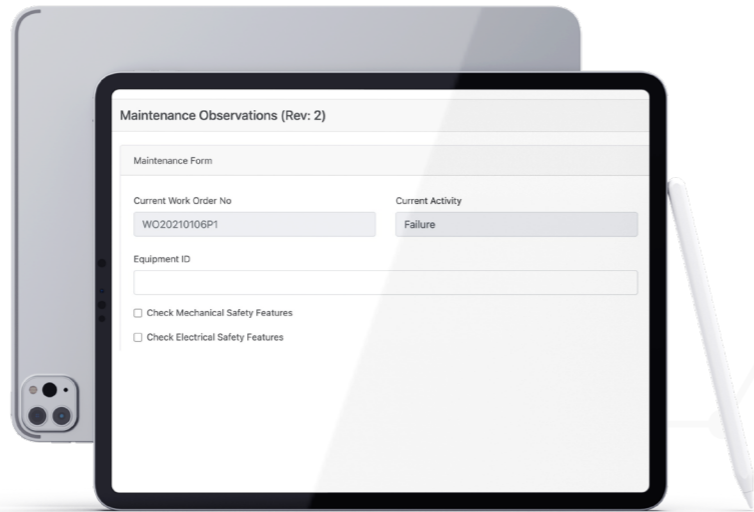 Maintenance Observations (Rev: 2)
Maintenance Form
Current Work Order No
Current Activity
WO20210106P1
Failure
Equipment ID
Check Mechanical Safety Features
Check Electrical Safety Features